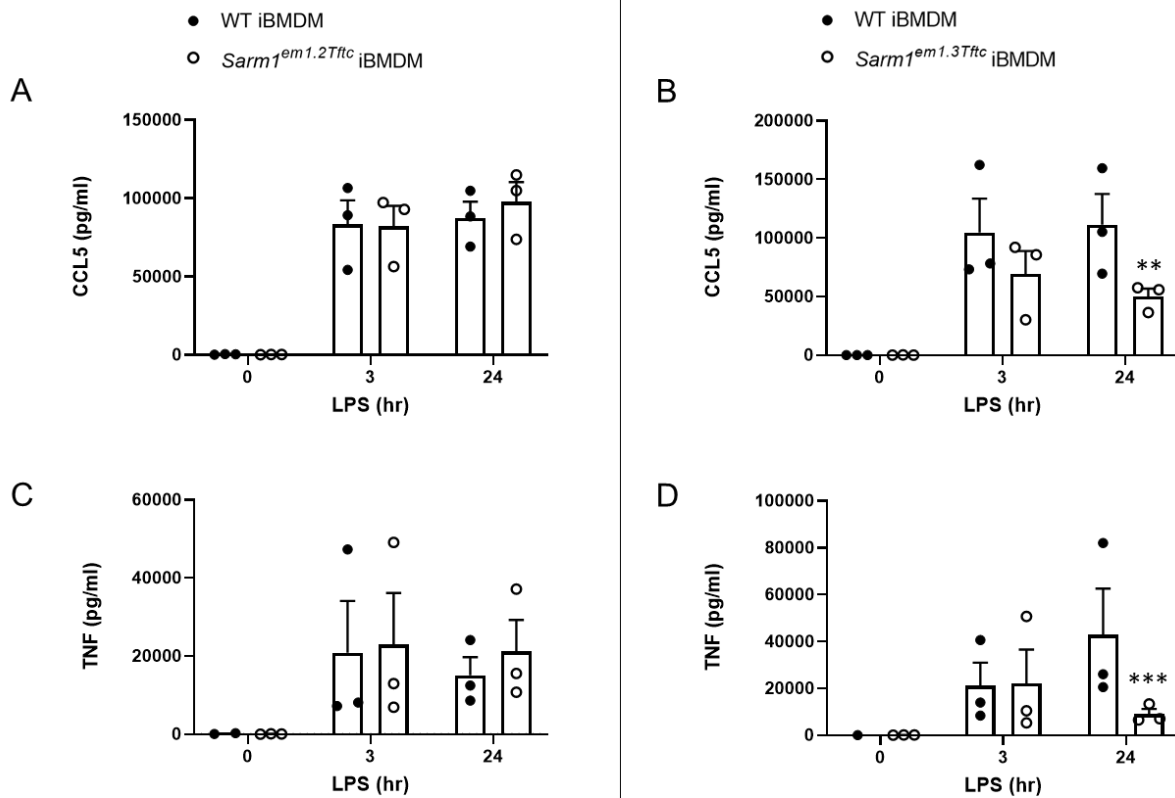 WT iBMDM
Sarm1em1.2Tftc iBMDM
A
150000
100000
50000
0
CCL5 (pg/ml)
0 3 24
LPS (hr)
WT iBMDM
Sarm1em1.3Tftc iBMDM
B
200000
150000
100000
50000
0
CCL5 (pg/ml)
**
0 3 24
LPS (hr)
C
60000
40000
20000
0
TNF (pg/ml)
0 3 24
LPS (hr)
D
100000
80000
60000
40000
20000
0
TNF (pg/ml)
***
0 3 24
LPS (hr)